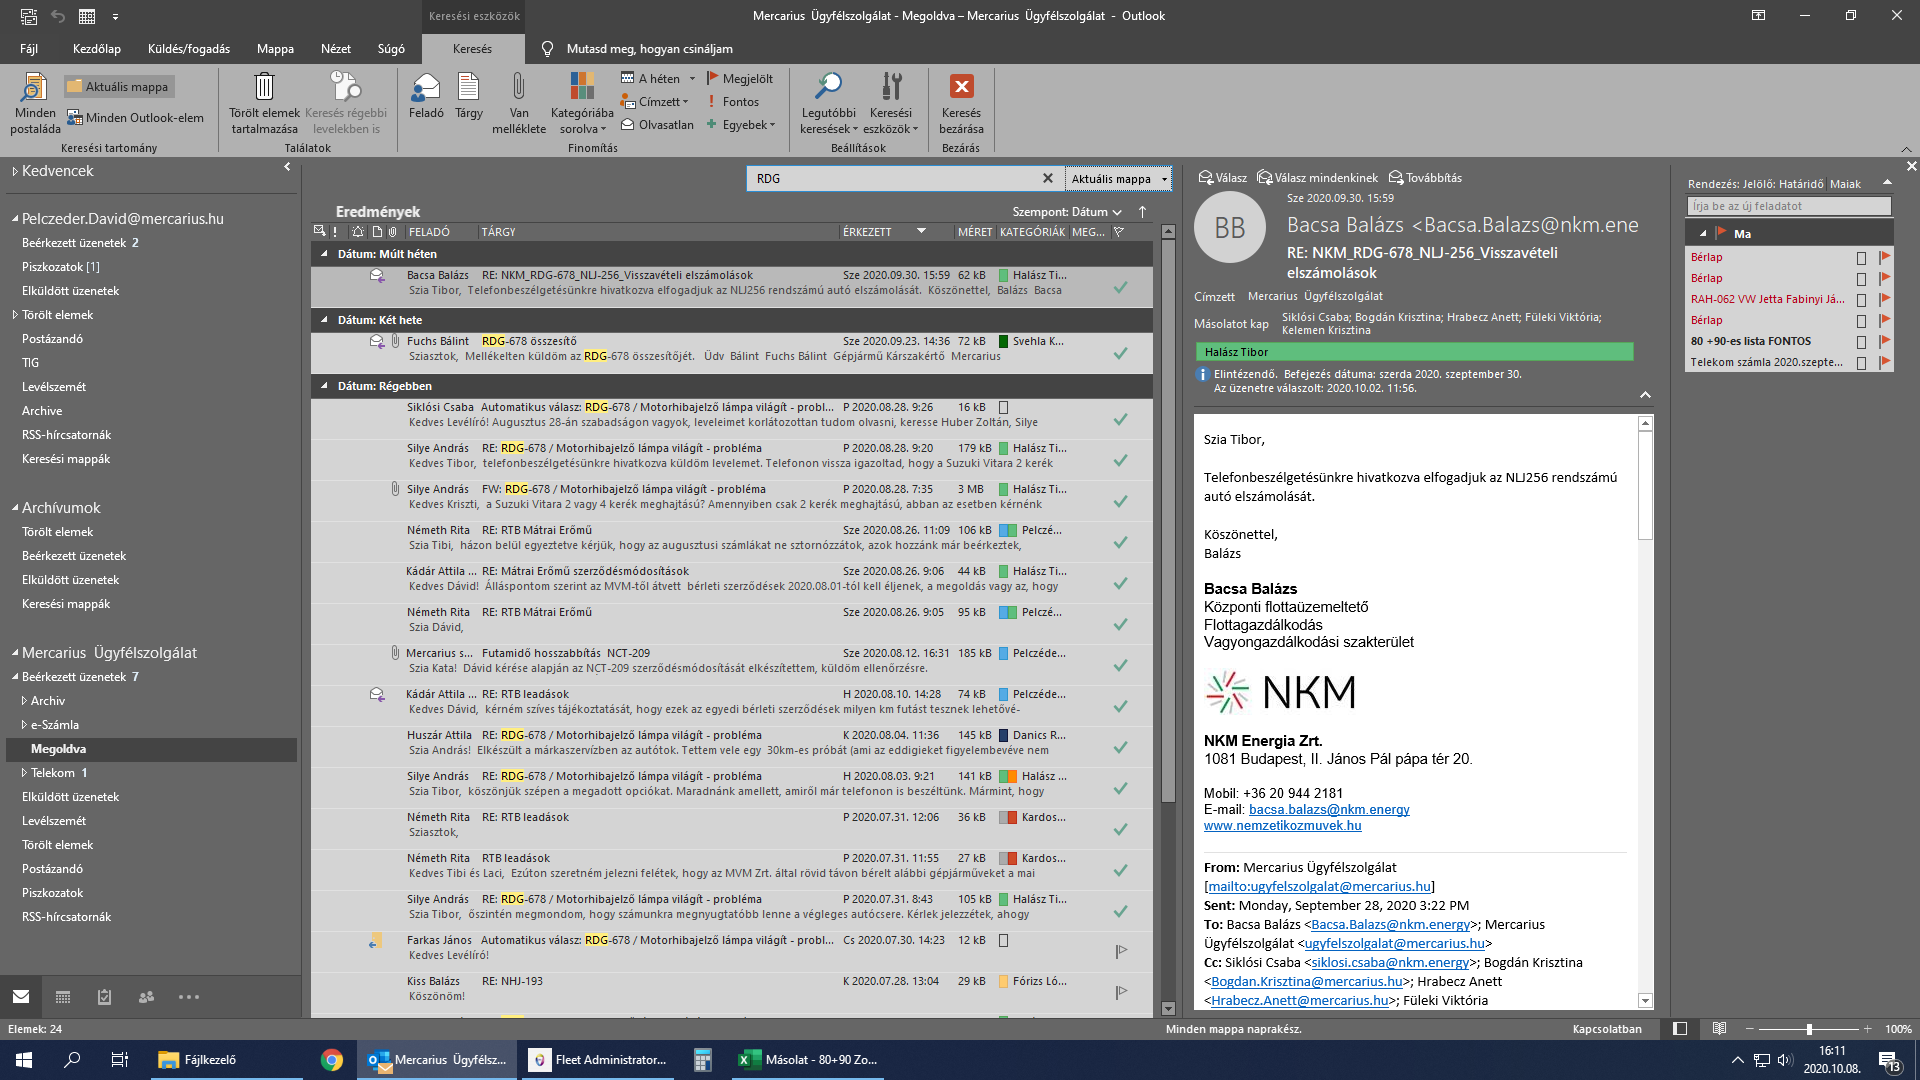 Keresési eszközök
Mercarius Ügyfélszolgálat - Megoldva – Mercarius Ügyfélszolgálat - Outlook
Fájl Kezdőlap Küldés/fogadás Mappa Nézet Súgó Keresés Mutasd meg, hogyan csináljam
Minden postaláda
Aktuális mappa
Minden Outlook-elem
Keresési tartomány
Törölt elemek tartalmazása
Keresés régebbi levelekben is
Találatok
Feladó
Tárgy
Van melléklete
Kategóriába sorolva
A héten
Címzett
Olvasatlan
Megjelölt
Fontos
Egyebek
Finomítás
Legutóbbi keresések
Keresési eszközök
Beállítások
Keresés bezárása
Bezárás
Kedvencek
Pelczeder.David@mercarius.hu
Beérkezett üzenetek 2
Piszkozatok [1]
Elküldött üzenetek
Törölt elemek
Postázandó
TIG
Levélszemét
Archive
RSS-hírcsatornák
Keresési mappák
Archívumok
Törölt elemek
Beérkezett üzenetek
Elküldött üzenetek
Keresési mappák
Mercarius Ügyfélszolgálat
Beérkezett üzenetek 7
Archiv
e-Számla
Megoldva
Telekom 1
Elküldött üzenetek
Levélszemét
Törölt elemek
Postázandó
Piszkozatok
RSS-hírcsatornák
RDG
Aktuális mappa
Eredmények
Szempont: Dátum
FELADÓ TÁRGY ÉRKEZETT MÉRET KATEGÓRIÁK MEG...
Dátum: Múlt héten
Bacsa Balázs RE: NKM_RDG-678_NLJ-256_Visszavételi elszámolások Sze 2020.09.30. 15:59 62 kB Halász Ti...
Szia Tibor, Telefonbeszélgetésünkre hivatkozva elfogadjuk az NLJ256 rendszámú autó elszámolását. Köszönettel, Balázs Bacsa
Dátum: Két hete
Fuchs Bálint RDG-678 összesítő Sze 2020.09.23. 14:36 72 kB Svehla K...
Sziasztok, Mellékelten küldöm az RDG-678 összesítőjét. Üdv Bálint Fuchs Bálint Gépjármű Kárszakértő Mercarius
Dátum: Régebben
Siklósi Csaba Automatikus válasz: RDG-678 / Motorhibajelző lámpa világít - probl... P 2020.08.28. 9:26 16 kB
Kedves Levélíró! Augusztus 28-án szabadságon vagyok, leveleimet korlátozottan tudom olvasni, keresse Huber Zoltán, Silye
Silye András RE: RDG-678 / Motorhibajelző lámpa világít - probléma P 2020.08.28. 9:20 179 kB Halász Ti...
Kedves Tibor, telefonbeszélgetésünkre hivatkozva küldöm levelemet. Telefonon vissza igazoltad, hogy a Suzuki Vitara 2 kerék
Silye András FW: RDG-678 / Motorhibajelző lámpa világít - probléma P 2020.08.28. 7:35 3 MB Halász Ti...
Kedves Kriszti, a Suzuki Vitara 2 vagy 4 kerék meghajtású? Amennyiben csak 2 kerék meghajtású, abban az esetben kérnénk
Németh Rita RE: RTB Mátrai Erőmű Sze 2020.08.26. 11:09 106 kB Pelczé...
Szia Tibi, házon belül egyeztetve kérjük, hogy az augusztusi számlákat ne sztornózzátok, azok hozzánk már beérkeztek,
Kádár Attila ... RE: Mátrai Erőmű szerződésmódosítások Sze 2020.08.26. 9:06 44 kB Halász Ti...
Kedves Dávid! Álláspontom szerint az MVM-től átvett bérleti szerződések 2020.08.01-tól kell éljenek, a megoldás vagy az, hogy
Németh Rita RE: RTB Mátrai Erőmű Sze 2020.08.26. 9:05 95 kB Pelczé...
Szia Dávid,
Mercarius s... Futamidő hosszabbítás NCT-209 Sze 2020.08.12. 16:31 185 kB Pelczéde...
Szia Kata! Dávid kérése alapján az NCT-209 szerződésmódosítását elkészítettem, küldöm ellenőrzésre.
Kádár Attila ... RE: RTB leadások H 2020.08.10. 14:28 74 kB Pelczéde...
Kedves Dávid, kérném szíves tájékoztatását, hogy ezek az egyedi bérleti szerződések milyen km futást tesznek lehetővé-
Huszár Attila RE: RDG-678 / Motorhibajelző lámpa világít - probléma K 2020.08.04. 11:36 145 kB Danics R...
Szia András! Elkészült a márkaszervízben az autótok. Tettem vele egy 30km-es próbát (ami az eddigieket figyelembevéve nem
Silye András RE: RDG-678 / Motorhibajelző lámpa világít - probléma H 2020.08.03. 9:21 141 kB Halász ...
Szia Tibor, köszönjük szépen a megadott opciókat. Maradnánk amellett, amiről már telefonon is beszéltünk. Mármint, hogy
Németh Rita RE: RTB leadások P 2020.07.31. 12:06 36 kB Kardos...
Sziasztok,
Németh Rita RTB leadások P 2020.07.31. 11:55 27 kB Kardos...
Kedves Tibi és Laci, Ezúton szeretném jelezni felétek, hogy az MVM Zrt. által rövid távon bérelt alábbi gépjárműveket a mai
Silye András RE: RDG-678 / Motorhibajelző lámpa világít - probléma P 2020.07.31. 8:43 105 kB Halász Ti...
Szia Tibor, őszintén megmondom, hogy számunkra megnyugtatóbb lenne a végleges autócsere. Kérlek jelezzétek, ahogy
Farkas János Automatikus válasz: RDG-678 / Motorhibajelző lámpa világít - probl... Cs 2020.07.30. 14:23 12 kB
Kedves Levélíró!
Kiss Balázs RE: NHJ-193 K 2020.07.28. 13:04 29 kB Fórizs Ló...
Köszönöm!
Válasz Válasz mindenkinek Továbbítás
Sze 2020.09.30. 15:59
BB
Bacsa Balázs <Bacsa.Balazs@nkm.ene
RE: NKM_RDG-678_NLJ-256_Visszavételi
elszámolások
Címzett Mercarius Ügyfélszolgálat
Másolatot kap Siklósi Csaba; Bogdán Krisztina; Hrabecz Anett; Füleki Viktória;
Kelemen Krisztina
Halász Tibor
Elintézendő. Befejezés dátuma: szerda 2020. szeptember 30.
Az üzenetre válaszolt: 2020.10.02. 11:56.
Szia Tibor,
Telefonbeszélgetésünkre hivatkozva elfogadjuk az NLJ256 rendszámú
autó elszámolását.
Köszönettel,
Balázs
Bacsa Balázs
Központi flottaüzemeltető
Flottagazdálkodás
Vagyongazdálkodási szakterület
NKM
NKM Energia Zrt.
1081 Budapest, II. János Pál pápa tér 20.
Mobil: +36 20 944 2181
E-mail: bacsa.balazs@nkm.energy
www.nemzetikozmuvek.hu
From: Mercarius Ügyfélszolgálat
[mailto:ugyfelszolgalat@mercarius.hu]
Sent: Monday, September 28, 2020 3:22 PM
To: Bacsa Balázs <Bacsa.Balazs@nkm.energy>; Mercarius
Ügyfélszolgálat <ugyfelszolgalat@mercarius.hu>
Cc: Siklósi Csaba <siklosi.csaba@nkm.energy>; Bogdán Krisztina
<Bogdan.Krisztina@mercarius.hu>; Hrabecz Anett
<Hrabecz.Anett@mercarius.hu>; Füleki Viktória
Rendezés: Jelölő: Határidő Maiak
Írja be az új feladatot
Ma
Bérlap
Bérlap
RAH-062 VW Jetta Fabinyi Já...
Bérlap
80 +90-es lista FONTOS
Telekom számla 2020.szepte...
Elemek: 24
Minden mappa naprakész.
Kapcsolatban
100%
Fájlkezelő
Mercarius Ügyfélsz...
Fleet Administrator...
Másolat - 80+90 Zo...
16:11
2020.10.08.
13